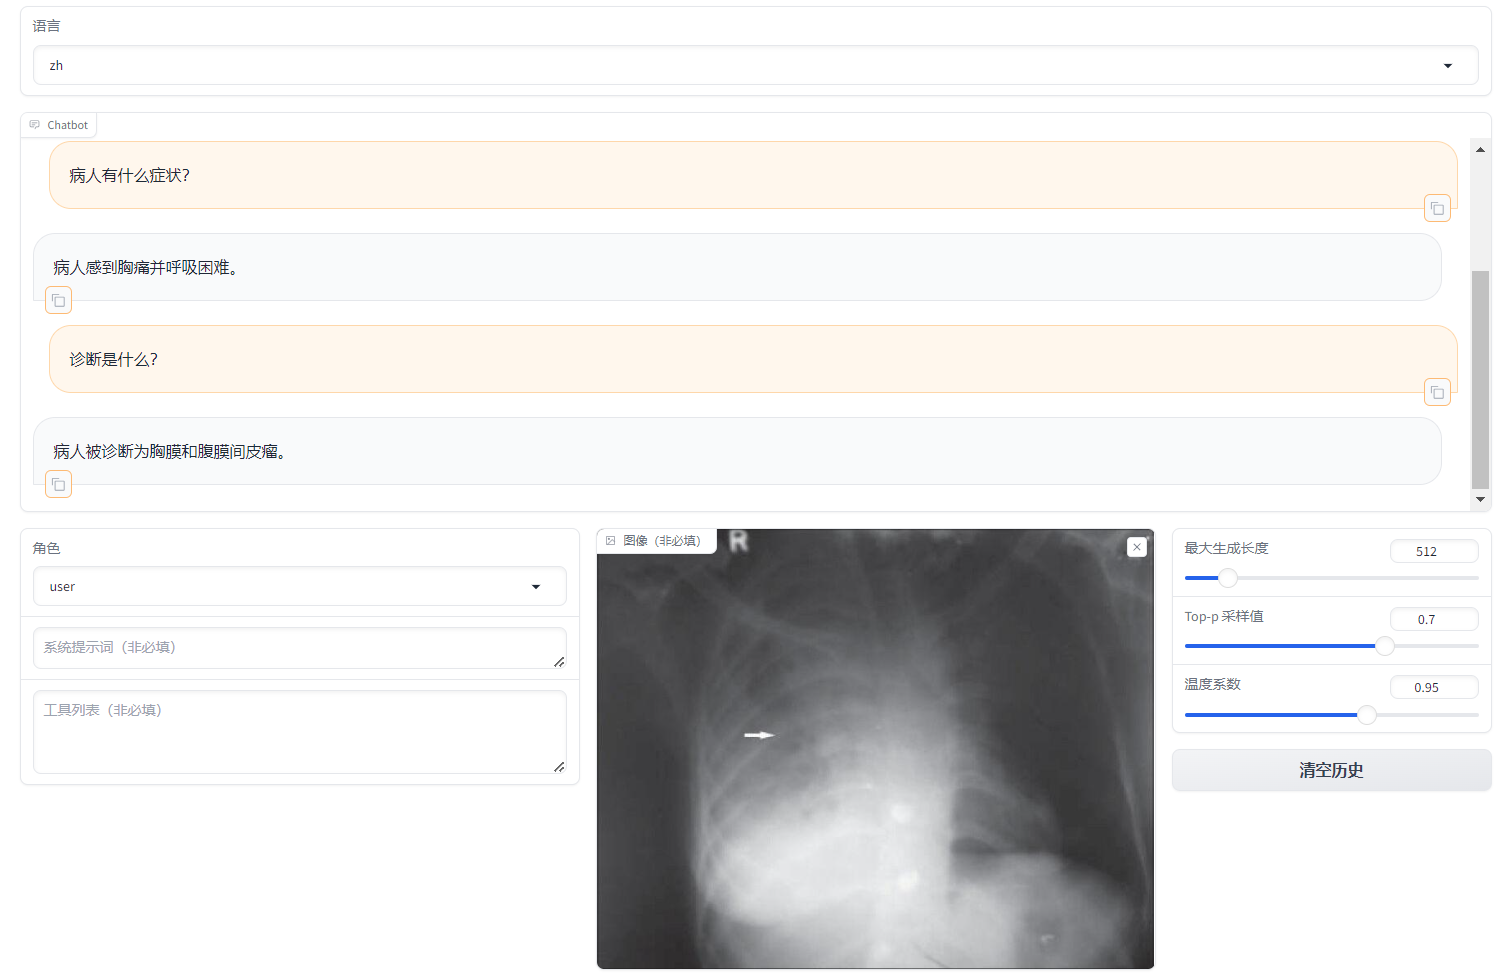 语言
zh
Chatbot
病人有什么症状?
病人感到胸痛并呼吸困难。
诊断是什么?
病人被诊断为胸膜和腹膜间皮瘤。
角色
user
系统提示词（非必填）
工具列表（非必填）
图像（非必填）
R
最大生成长度
512
Top-p 采样值
0.7
温度系数
0.95
清空历史